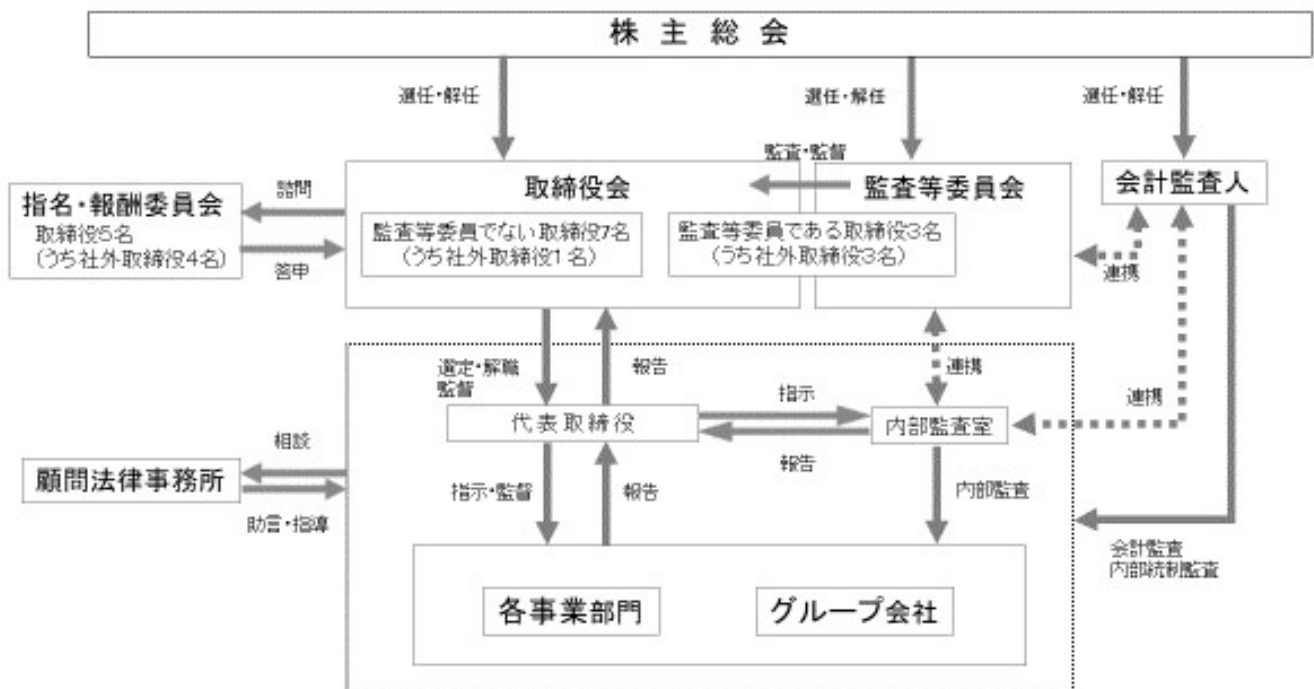 株主総会
選任・解任
選任・解任
選任・解任
監査・監督
取締役会
監査等委員会
会計監査人
指名・報酬委員会
取締役5名
(うち社外取締役4名)
諮問
答申
監査等委員でない取締役7名
(うち社外取締役1名)
監査等委員である取締役3名
(うち社外取締役3名)
連携
選定・解職
監督
報告
連携
指示
連携
代表取締役
内部監査室
報告
相談
顧問法律事務所
助言・指導
指示・監督
報告
内部監査
会計監査
内部統制監査
各事業部門
グループ会社